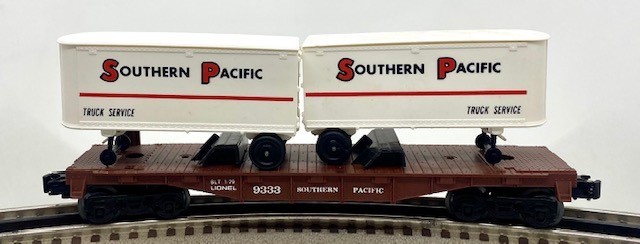 SOUTHERN PACIFIC
TRUCK SERVICE
SOUTHERN PACIFIC
TRUCK SERVICE
BLT 1-79
LIONEL
9333 SOUTHERN PACIFIC